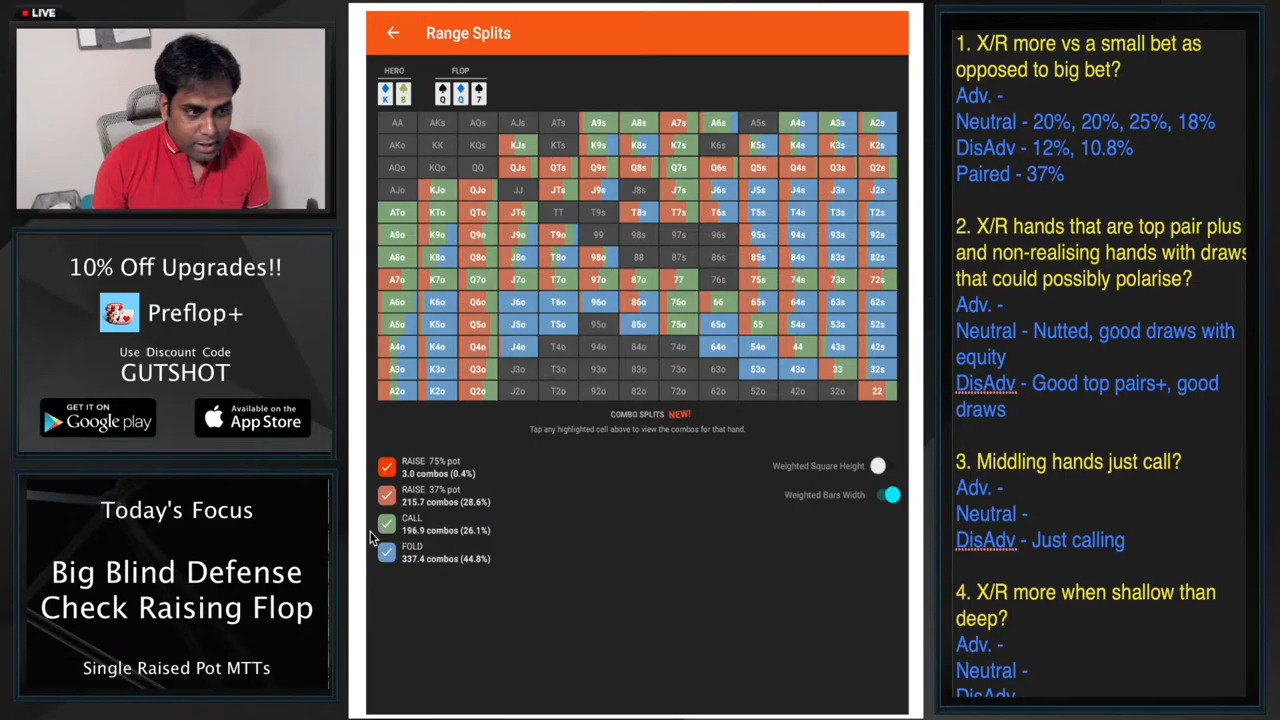 LIVE
10% Off Upgrades!!
Preflop+
Use Discount Code
GUTSHOT
GET IT ON
Google play
Available on the
App Store
Today's Focus
Big Blind Defense
Check Raising Flop
Single Raised Pot MTTs
Range Splits
HERO FLOP
K 8 Q Q 7
AA AKs AQs AJs ATs A9s A8s A7s A6s A5s A4s A3s A2s
AKo KK KQs KJs KTs K9s K8s K7s K6s K5s K4s K3s K2s
AQo KQo QQ QJs QTs Q9s Q8s Q7s Q6s Q5s Q4s Q3s Q2s
AJo KJo QJo JJ JTs J9s J8s J7s J6s J5s J4s J3s J2s
ATo KTo QTo JTo TT T9s T8s T7s T6s T5s T4s T3s T2s
A9o K9o Q9o J9o T9o 99 98s 97s 96s 95s 94s 93s 92s
A8o K8o Q8o J8o T8o 98o 88 87s 86s 85s 84s 83s 82s
A7o K7o Q7o J7o T7o 97o 87o 77 76s 75s 74s 73s 72s
A6o K6o Q6o J6o T6o 96o 86o 76o 66 65s 64s 63s 62s
A5o K5o Q5o J5o T5o 95o 85o 75o 65o 55 54s 53s 52s
A4o K4o Q4o J4o T4o 94o 84o 74o 64o 54o 44 43s 42s
A3o K3o Q3o J3o T3o 93o 83o 73o 63o 53o 43o 33 32s
A2o K2o Q2o J2o T2o 92o 82o 72o 62o 52o 42o 32o 22
COMBO SPLITS NEW!
Tap any highlighted cell above to view the combos for that hand.
RAISE 75% pot
3.0 combos (0.4%)
RAISE 37% pot
215.7 combos (28.6%)
CALL
196.9 combos (26.1%)
FOLD
337.4 combos (44.8%)
Weighted Square Height
Weighted Bars Width
1. X/R more vs a small bet as
opposed to big bet?
Adv. -
Neutral - 20%, 20%, 25%, 18%
DisAdv - 12%, 10.8%
Paired - 37%
2. X/R hands that are top pair plus
and non-realising hands with draws
that could possibly polarise?
Adv. -
Neutral - Nutted, good draws with
equity
DisAdv - Good top pairs+, good
draws
3. Middling hands just call?
Adv. -
Neutral -
DisAdv - Just calling
4. X/R more when shallow than
deep?
Adv. -
Neutral -
DisAdv -